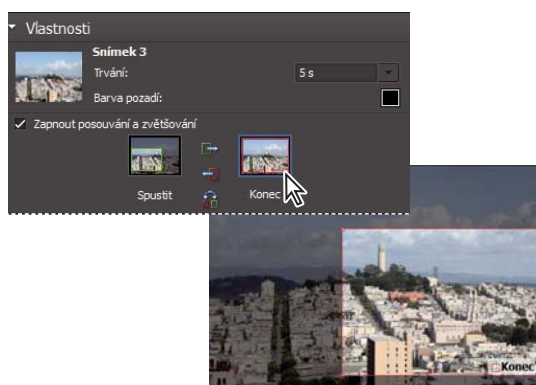 Vlastnosti
Snímek 3
Trvání: 5 s
Barva pozadí:
Zapnout posouvání a zvětšování
Spustit Konec
Konec